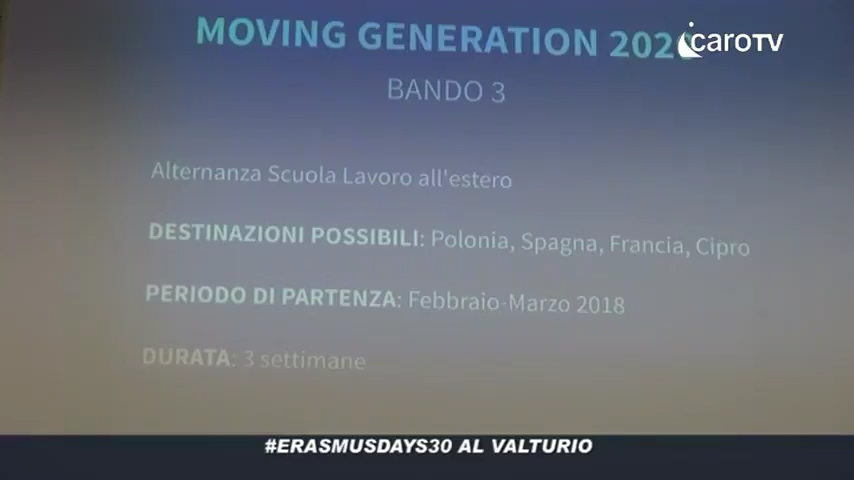 MOVING GENERATION 2020
icaroTV
BANDO 3
Alternanza Scuola Lavoro all'estero
DESTINAZIONI POSSIBILI: Polonia, Spagna, Francia, Cipro
PERIODO DI PARTENZA: Febbraio-Marzo 2018
DURATA: 3 settimane
#ERASMUSDAYS30 AL VALTURIO